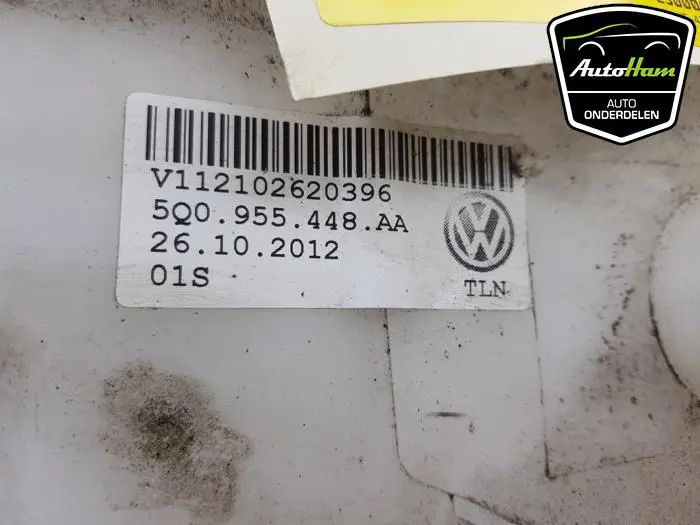 AutoHam
AUTO
ONDERDELEN
V112102620396
5Q0.955.448.AA
26.10.2012
01S
TLN